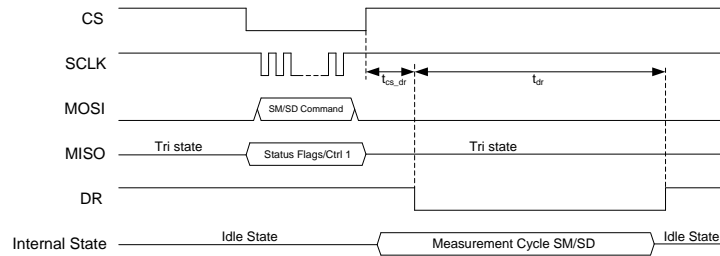 CS
SCLK
t_cs_dr
t_dr
MOSI
SM/SD Command
MISO
Tri state
Status Flags/Ctrl 1
Tri state
DR
Internal State
Idle State
Measurement Cycle SM/SD
Idle State